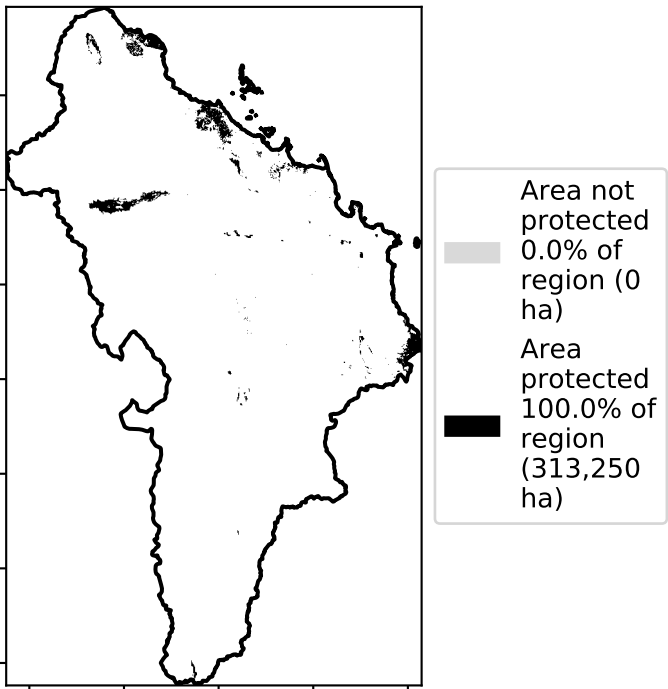 Area not
protected
0.0% of
region (0
ha)
Area
protected
100.0% of
region
(313,250
ha)